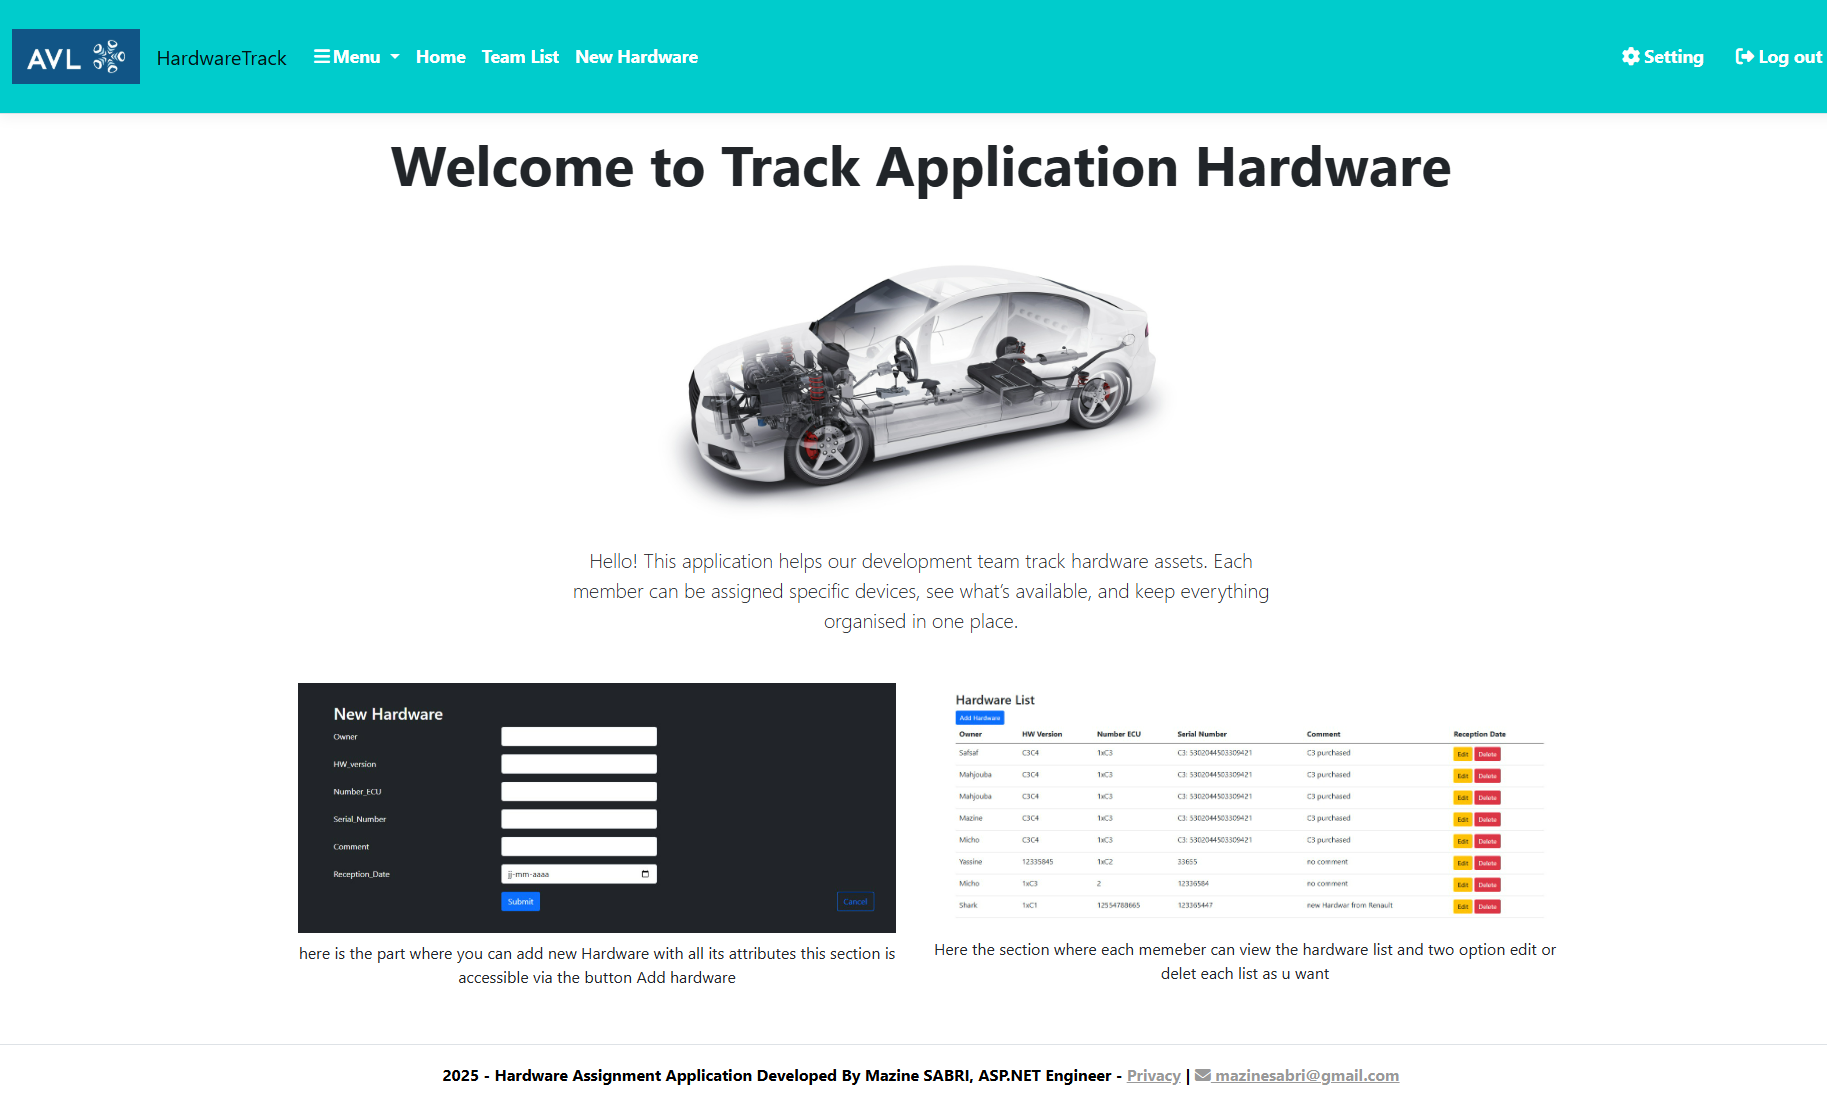 AVL HardwareTrack Menu Home Team List New Hardware Setting Log out
Welcome to Track Application Hardware
Hello! This application helps our development team track hardware assets. Each
member can be assigned specific devices, see what’s available, and keep everything
organised in one place.
New Hardware
Owner
HW_version
Number_ECU
Serial_Number
Comment
Reception_Date jj-mm-aaaa
Submit Cancel
here is the part where you can add new Hardware with all its attributes this section is
accessible via the button Add hardware
Hardware List
Add Hardware
Owner HW Version Number ECU Serial Number Comment Reception Date
Safsaf C3C4 1xC3 C3: 5302044503309421 C3 purchased Edit Delete
Mahjouba C3C4 1xC3 C3: 5302044503309421 C3 purchased Edit Delete
Mahjouba C3C4 1xC3 C3: 5302044503309421 C3 purchased Edit Delete
Mazine C3C4 1xC3 C3: 5302044503309421 C3 purchased Edit Delete
Micho C3C4 1xC3 C3: 5302044503309421 C3 purchased Edit Delete
Yassine 12335845 1xC2 33655 no comment Edit Delete
Micho 1xC3 2 12336584 no comment Edit Delete
Shark 1xC1 12554788665 123365447 new Hardwar from Renault Edit Delete
Here the section where each memeber can view the hardware list and two option edit or
delet each list as u want
2025 - Hardware Assignment Application Developed By Mazine SABRI, ASP.NET Engineer - Privacy | mazinesabri@gmail.com